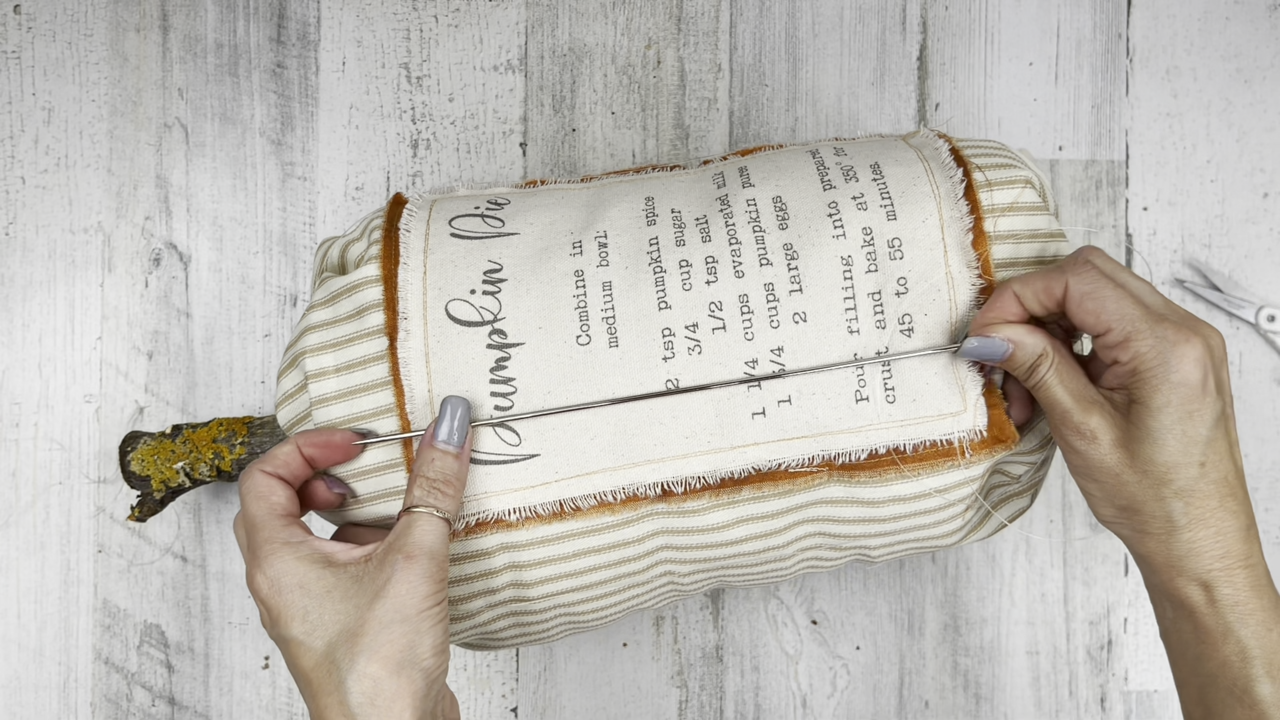 Pumpkin Pie
Combine in
medium bowl:
2 tsp pumpkin spice
3/4 cup sugar
1/2 tsp salt
1 1/4 cups evaporated milk
1 3/4 cups pumpkin puree
2 large eggs
Pour filling into prepared
crust and bake at 350° for
45 to 55 minutes.